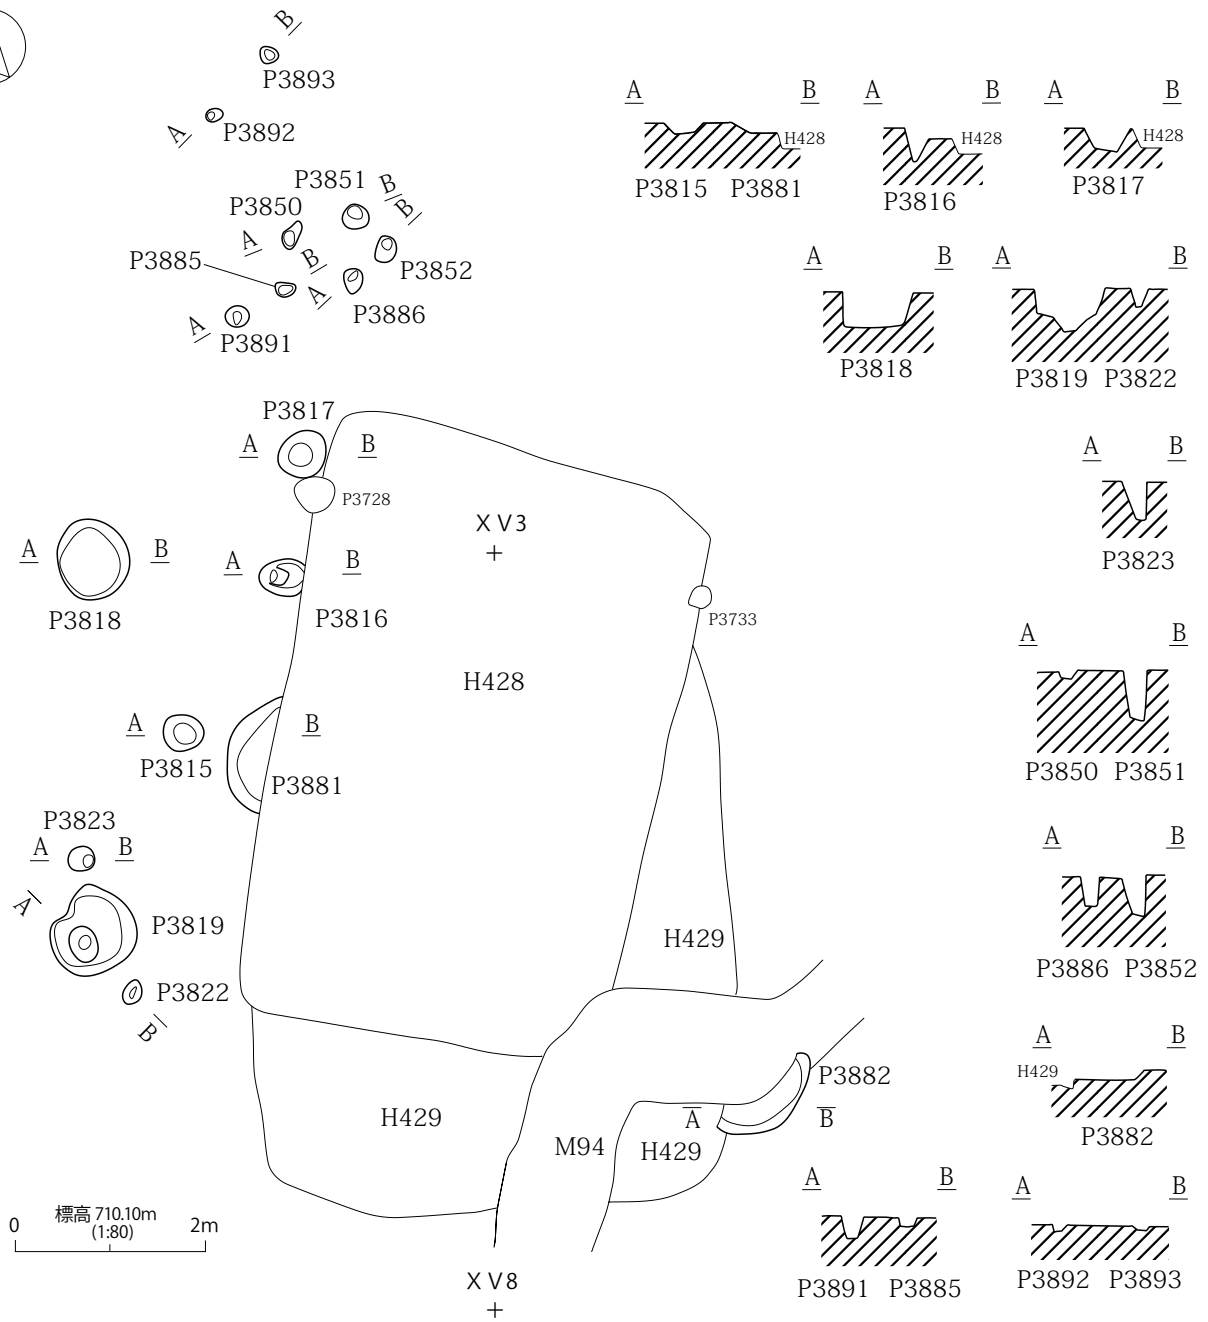 B
P3893
A
P3892
P3851
B
B
P3850
A
P3885
B
P3852
A
P3886
A
P3891
A B
H428
P3815 P3881
A B
H428
P3816
A B
H428
P3817
A B
P3818
A B
P3819 P3822
P3817
A B
P3728
XV3
A B
P3818
A B
P3816
P3733
H428
A B
P3815
P3881
P3823
A B
A
P3819
P3822
B
H429
H429
M94
H429
P3882
A B
A B
P3823
A B
P3850 P3851
A B
P3886 P3852
A B
H429
P3882
A B
P3891 P3885
A B
P3892 P3893
標高 710.10m
0 (1:80) 2m
XV8